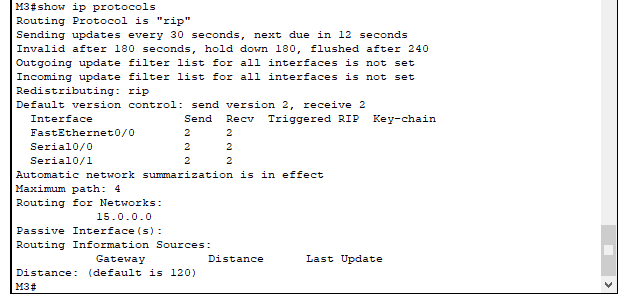 M3#show ip protocols
Routing Protocol is "rip"
Sending updates every 30 seconds, next due in 12 seconds
Invalid after 180 seconds, hold down 180, flushed after 240
Outgoing update filter list for all interfaces is not set
Incoming update filter list for all interfaces is not set
Redistributing: rip
Default version control: send version 2, receive 2
  Interface             Send  Recv  Triggered RIP  Key-chain
  FastEthernet0/0       2     2
  Serial0/0             2     2
  Serial0/1             2     2
Automatic network summarization is in effect
Maximum path: 4
Routing for Networks:
            15.0.0.0
Passive Interface(s):
Routing Information Sources:
            Gateway         Distance      Last Update
Distance: (default is 120)
M3#